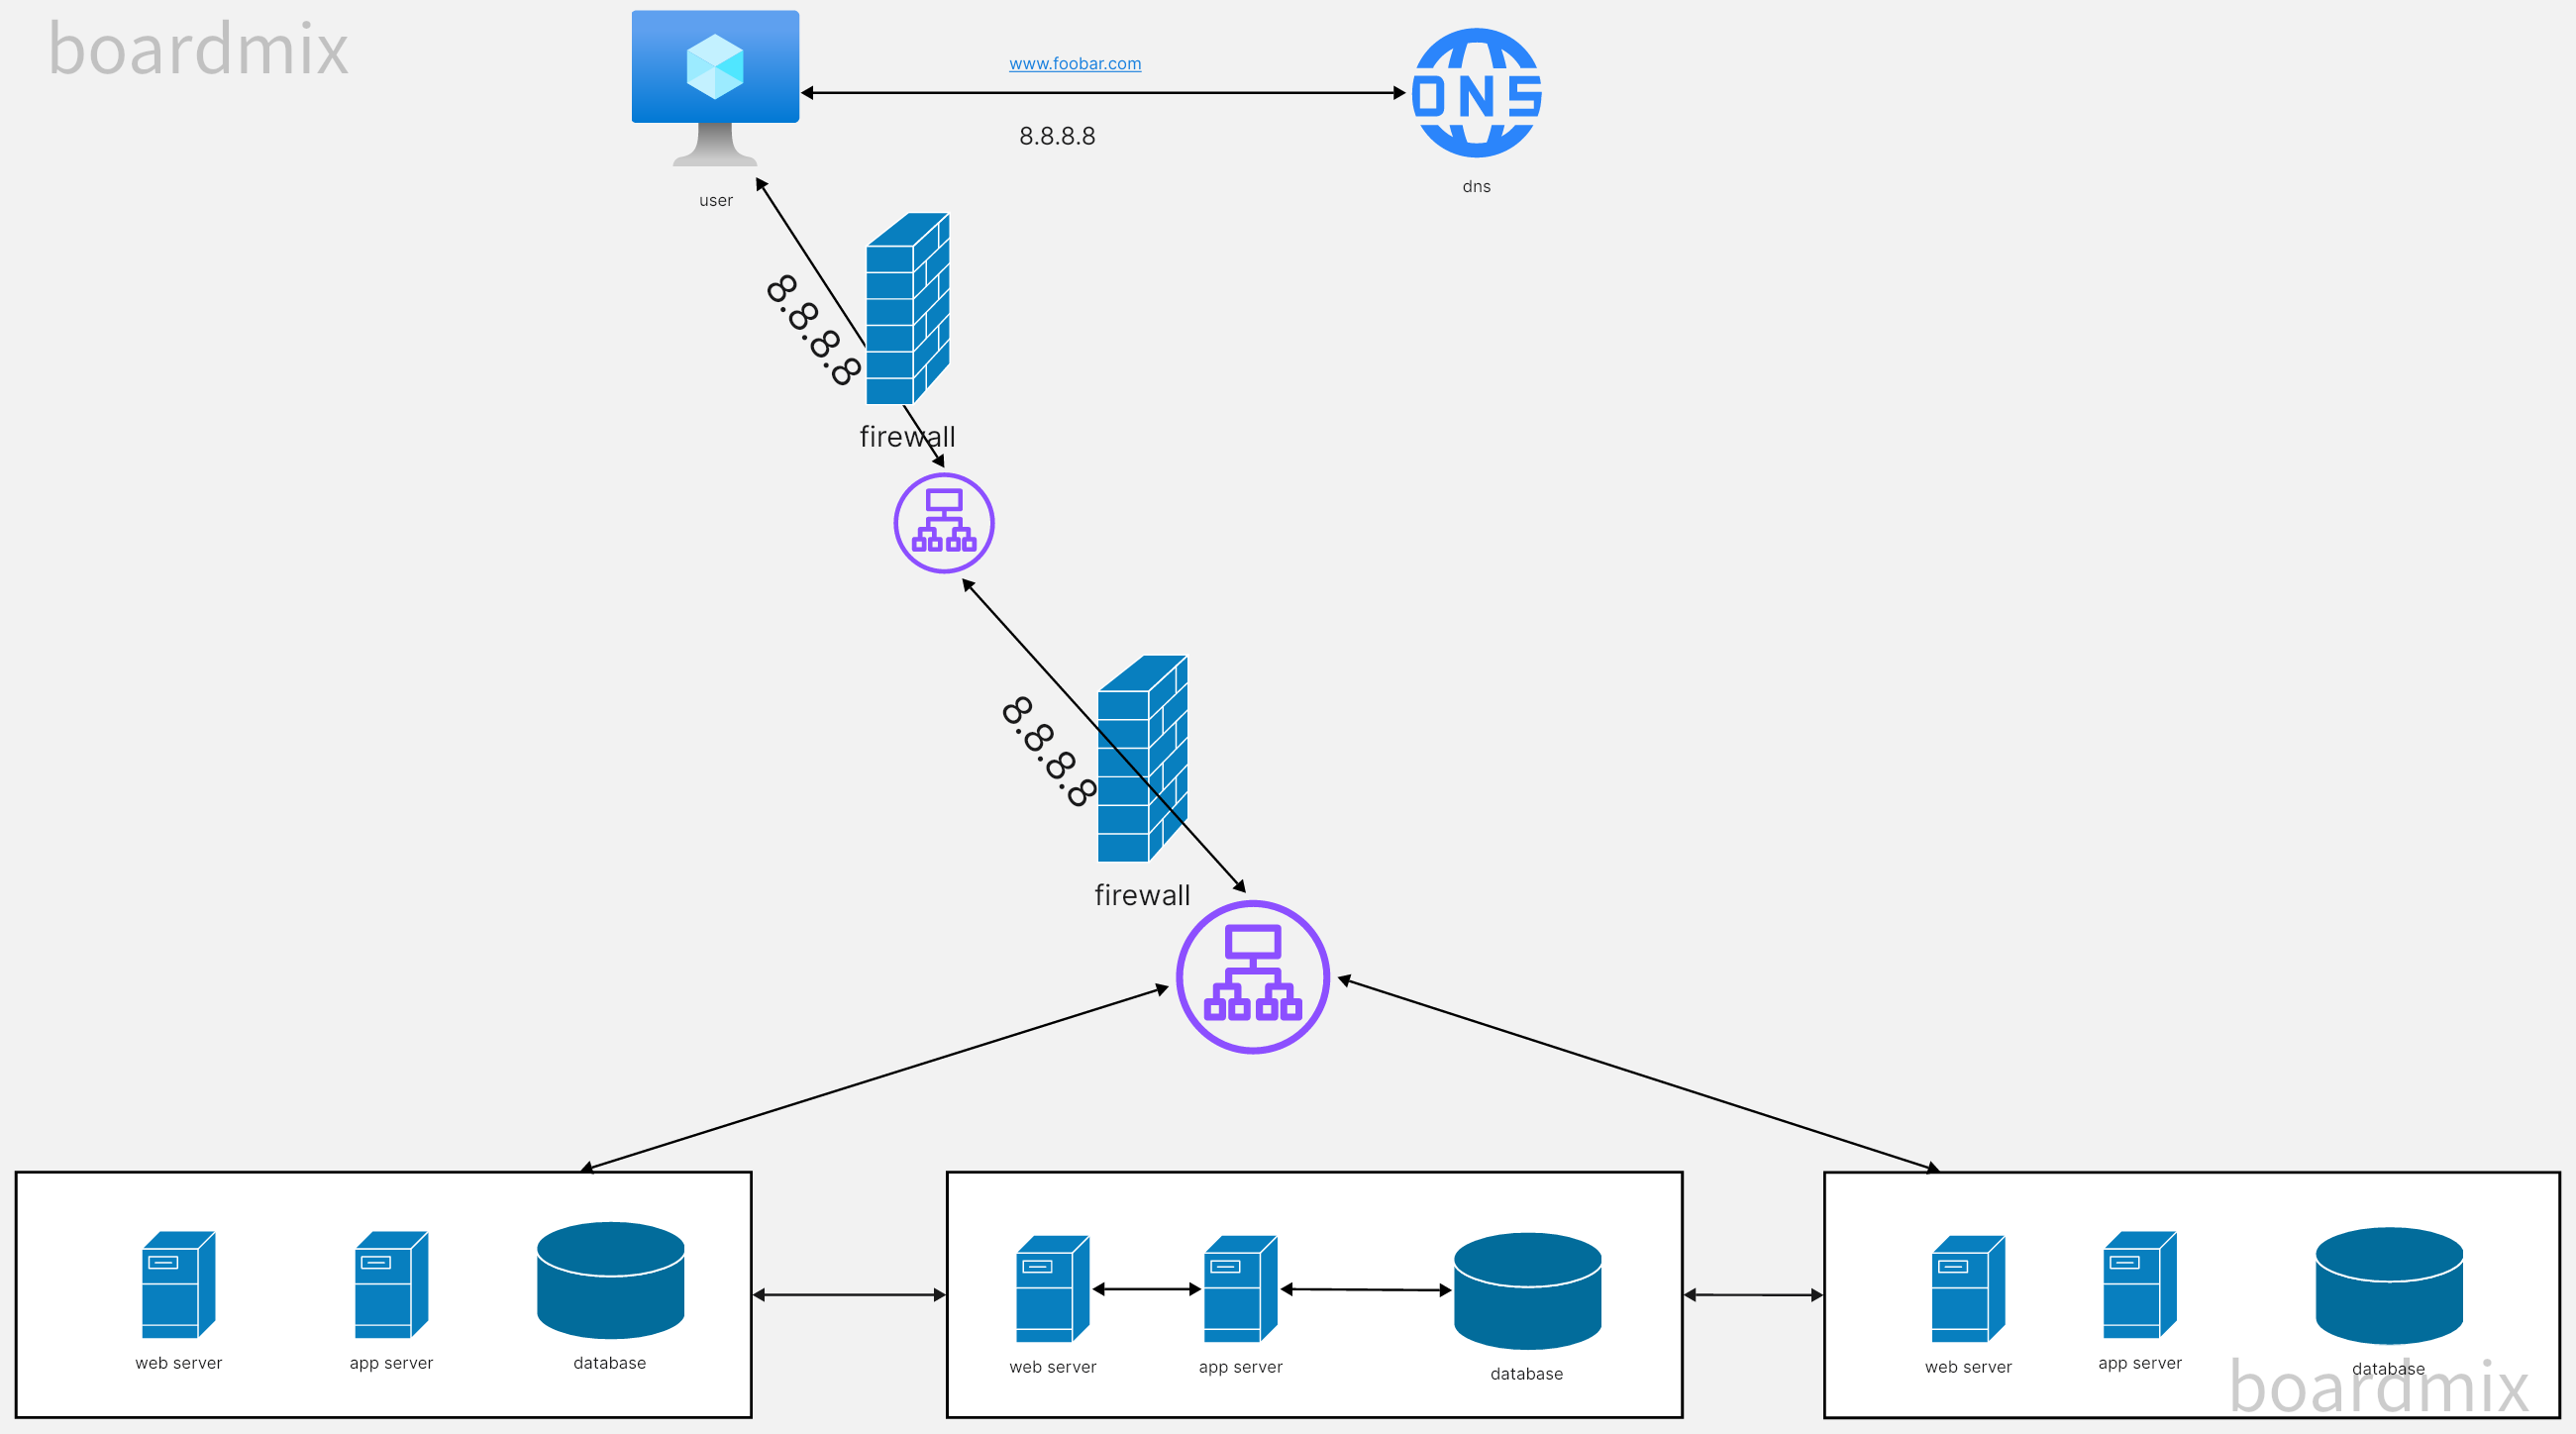 boardmix
www.foobar.com
DNS
8.8.8.8
dns
user
8.8.8.8
firewall
8.8.8.8
firewall
web server
app server
database
web server
app server
database
web server
app server
database
boardmix